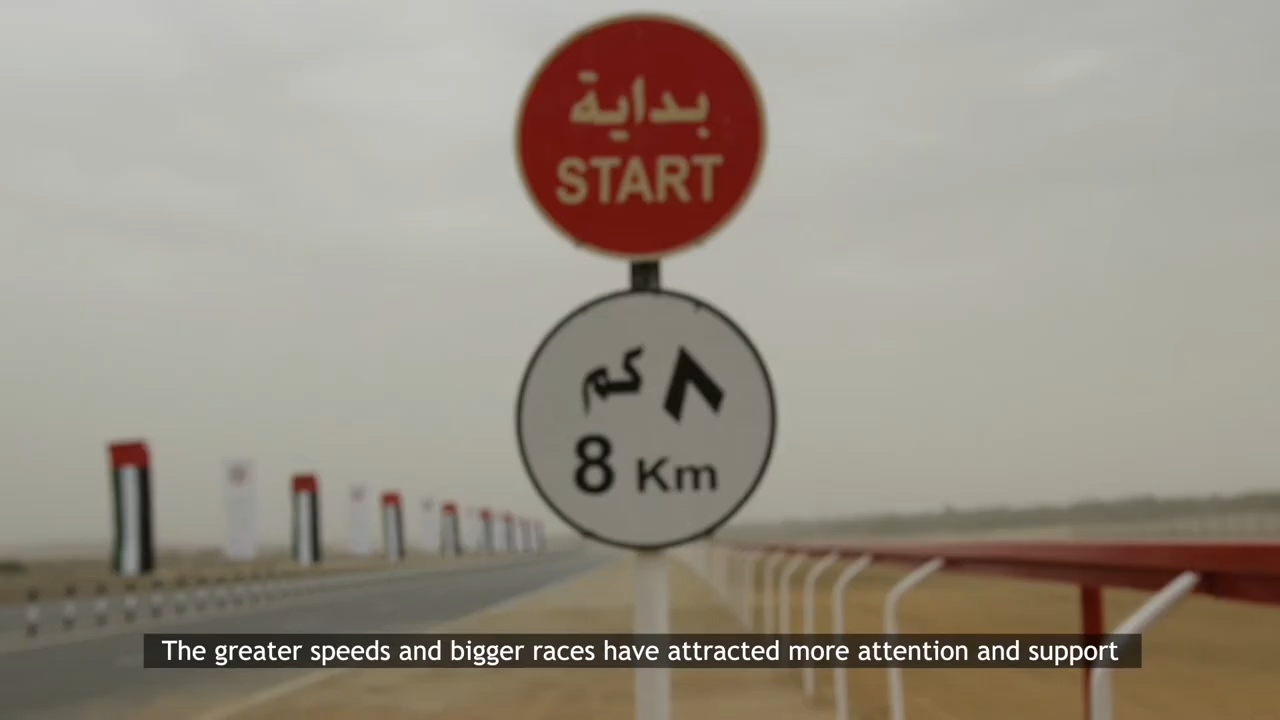 بداية
START
٨ كم
8 Km
The greater speeds and bigger races have attracted more attention and support